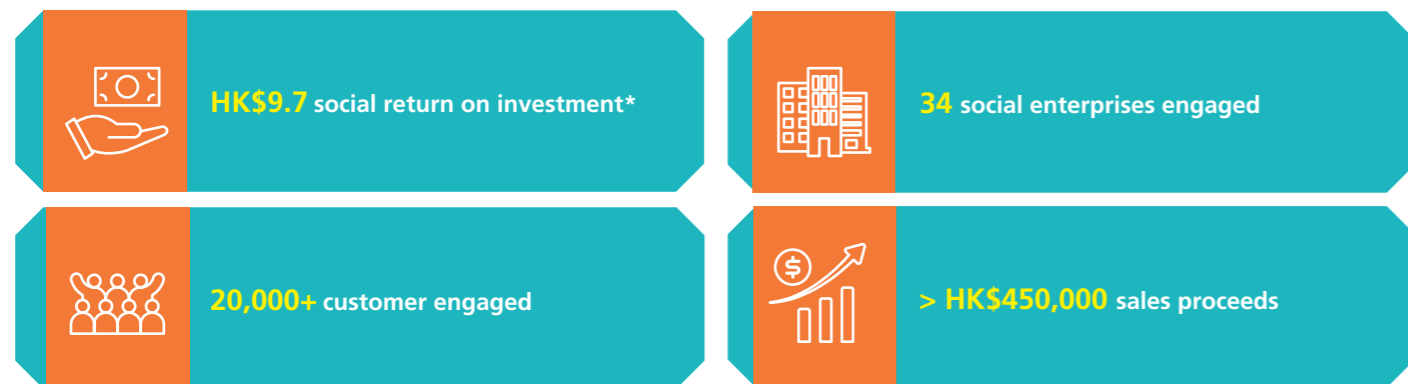 HK$9.7 social return on investment*
34 social enterprises engaged
20,000+ customer engaged
> HK$450,000 sales proceeds